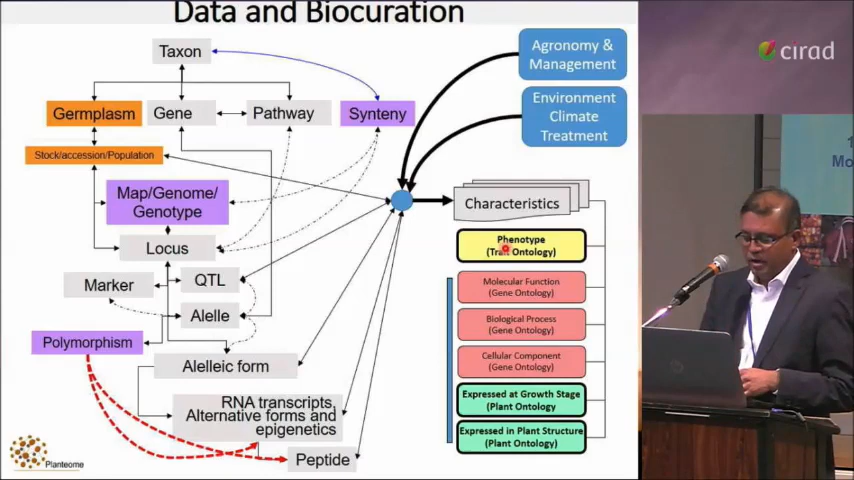 Data and Biocuration
Taxon
Germplasm
Gene
Pathway
Synteny
Stock/accession/Population
Map/Genome/
Genotype
Locus
Marker
QTL
Alelle
Polymorphism
Alelleic form
RNA transcripts,
Alternative forms and
epigenetics
Peptide
Planteome
Agronomy &
Management
Environment
Climate
Treatment
Characteristics
Phenotype
(Trait Ontology)
Molecular Function
(Gene Ontology)
Biological Process
(Gene Ontology)
Cellular Component
(Gene Ontology)
Expressed at Growth Stage
(Plant Ontology
Expressed in Plant Structure
(Plant Ontology)
cirad
1
Mo